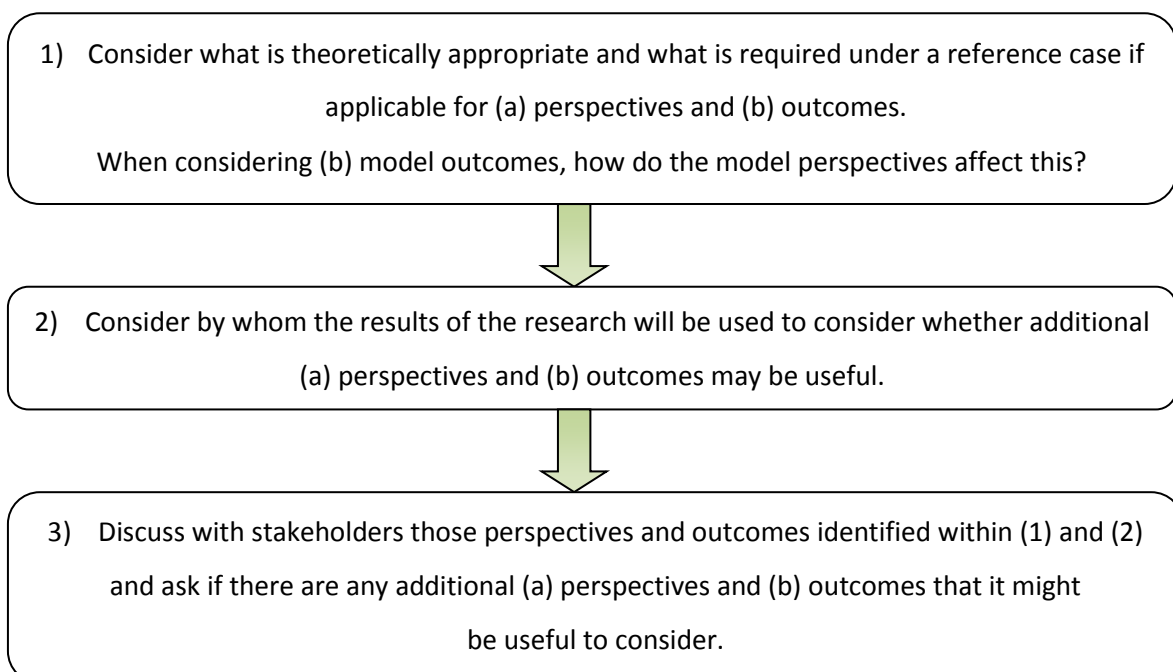 1) Consider what is theoretically appropriate and what is required under a reference case if
applicable for (a) perspectives and (b) outcomes.
When considering (b) model outcomes, how do the model perspectives affect this?
2) Consider by whom the results of the research will be used to consider whether additional
(a) perspectives and (b) outcomes may be useful.
3) Discuss with stakeholders those perspectives and outcomes identified within (1) and (2)
and ask if there are any additional (a) perspectives and (b) outcomes that it might
be useful to consider.